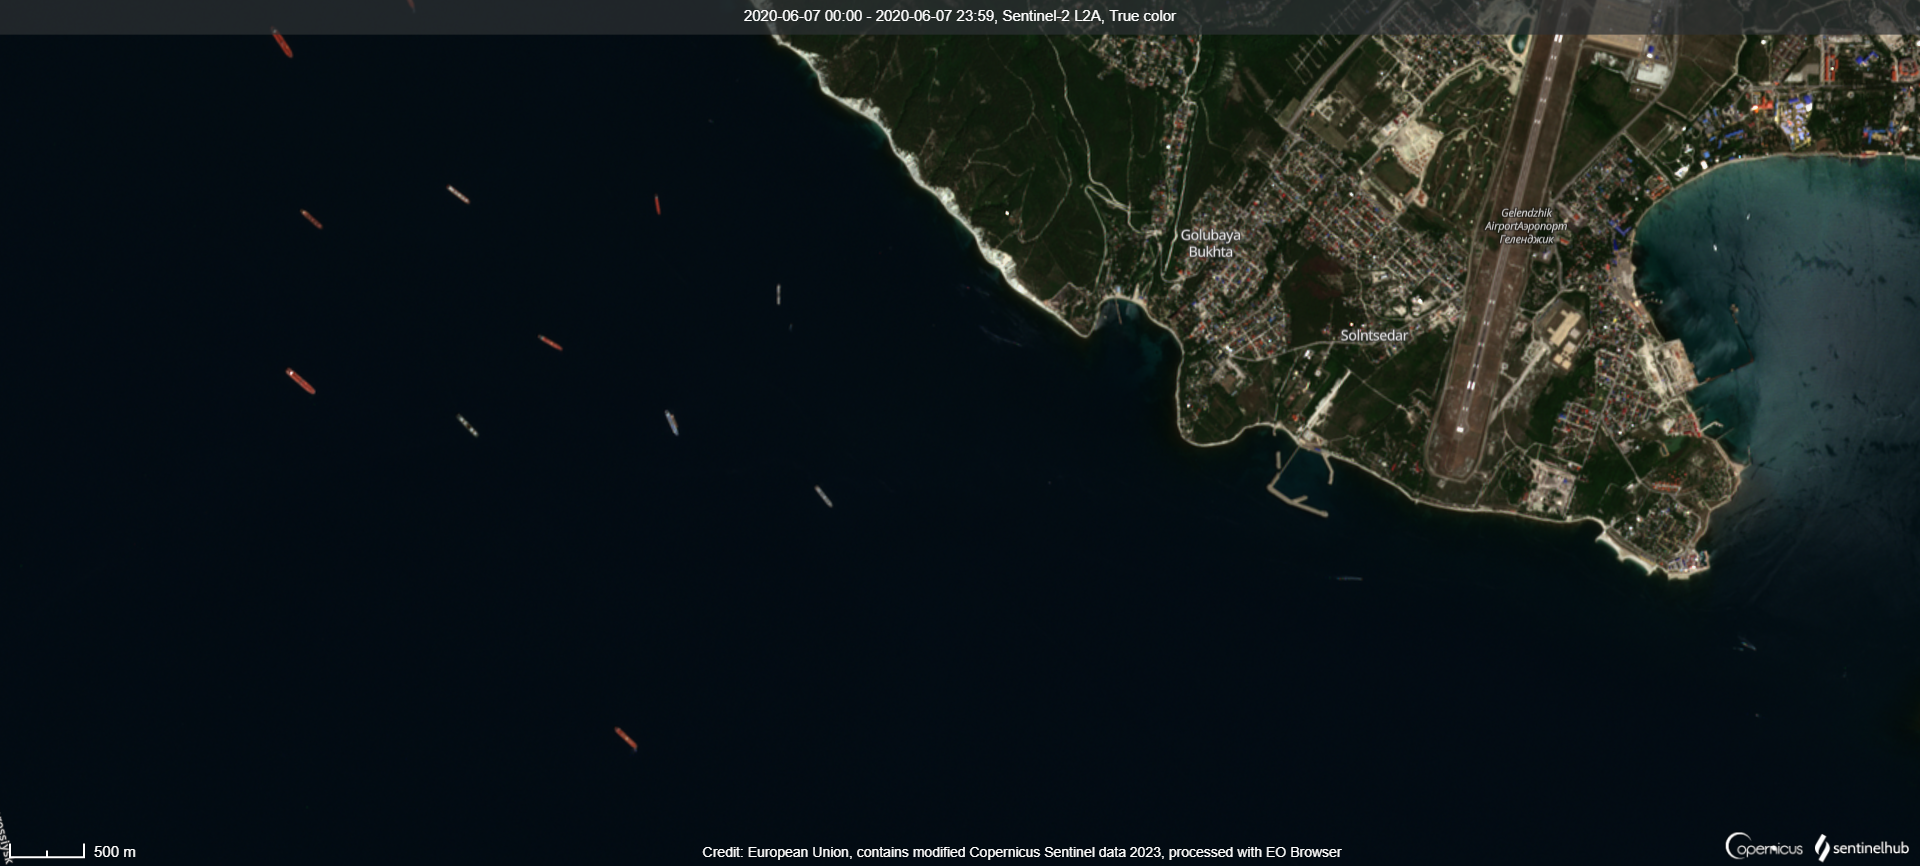 2020-06-07 00:00 - 2020-06-07 23:59, Sentinel-2 L2A, True color
Gelendzhik
AirportАэропорт
Геленджик
Golubaya
Bukhta
Solntsedar
500 m
Credit: European Union, contains modified Copernicus Sentinel data 2023, processed with EO Browser
Copernicus
sentinelhub